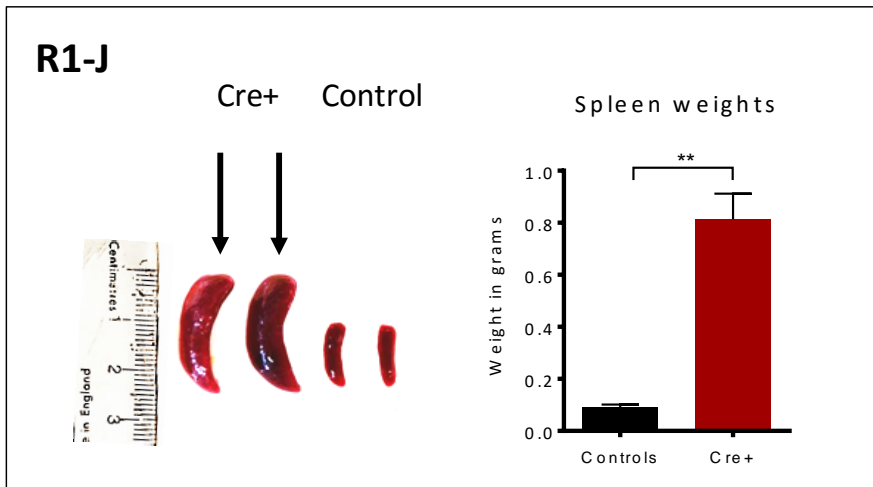 R1-J
Cre+ Control
Centimetres 1 2 3
in England
Spleen weights
**
Weight in grams
1.0
0.8
0.6
0.4
0.2
0.0
Controls Cre+